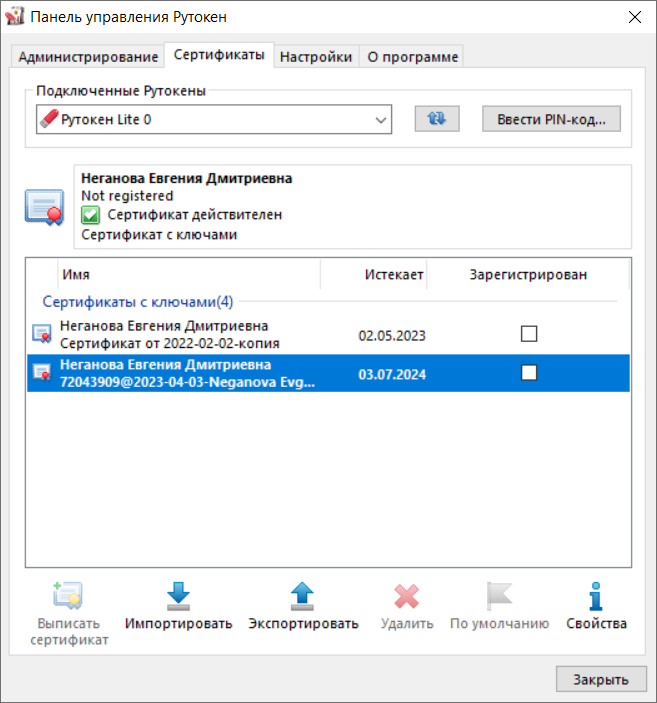 Панель управления Рутокен
Администрирование Сертификаты Настройки О программе
Подключенные Рутокены
Рутокен Lite 0
Ввести PIN-код...
Неганова Евгения Дмитриевна
Not registered
Сертификат действителен
Сертификат с ключами
Имя Истекает Зарегистрирован
Сертификаты с ключами(4)
Неганова Евгения Дмитриевна
Сертификат от 2022-02-02-копия
02.05.2023
Неганова Евгения Дмитриевна
72043909@2023-04-03-Neganova Evg...
03.07.2024
Выписать сертификат
Импортировать
Экспортировать
Удалить
По умолчанию
Свойства
Закрыть